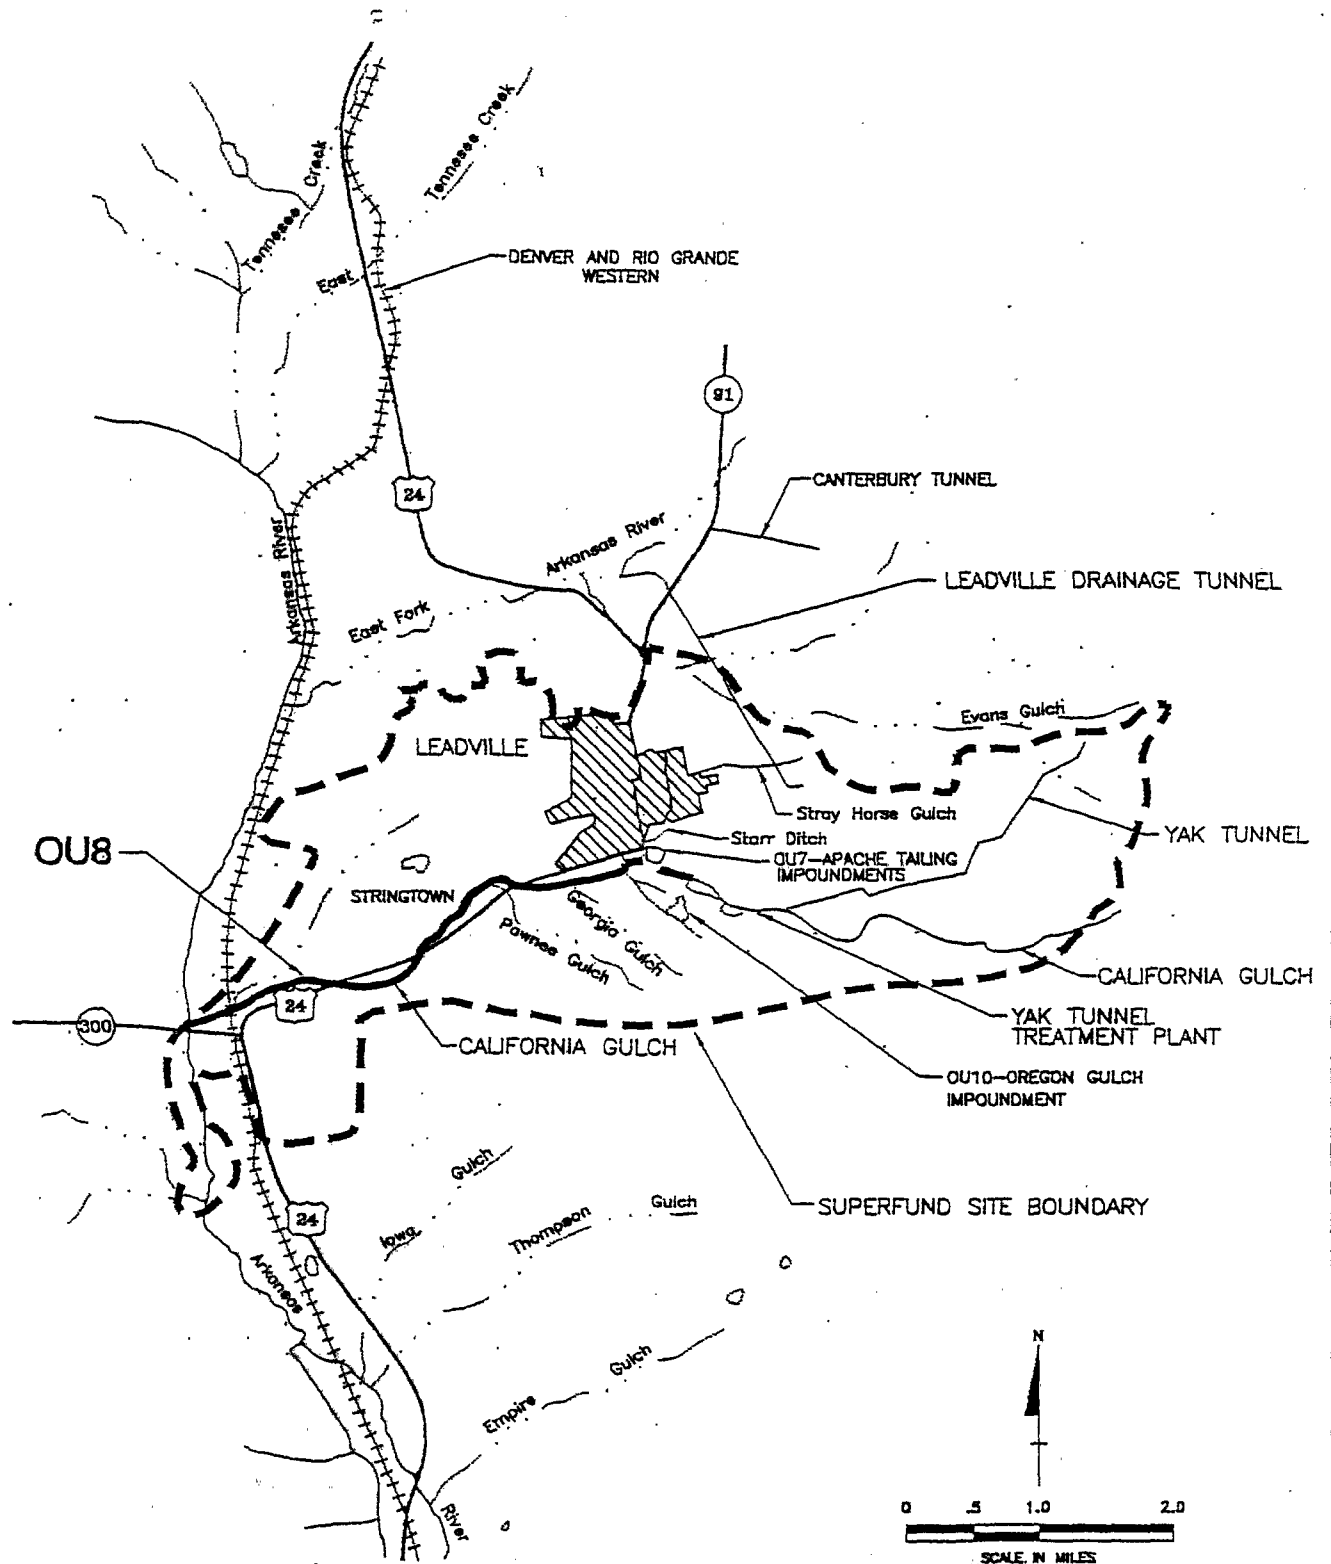 Tennessee Creek
Tennesee Creek
East
DENVER AND RIO GRANDE
WESTERN
91
24
CANTERBURY TUNNEL
Arkansas River
Arkansas River
LEADVILLE DRAINAGE TUNNEL
East Fork
Evans Gulch
LEADVILLE
Stray Horse Gulch
YAK TUNNEL
Starr Ditch
OU8
OU7-APACHE TAILING
IMPOUNDMENTS
STRINGTOWN
Georgia Gulch
Pawnee Gulch
CALIFORNIA GULCH
24
300
YAK TUNNEL
TREATMENT PLANT
CALIFORNIA GULCH
OU10-OREGON GULCH
IMPOUNDMENT
Iowa Gulch
Thompson Gulch
SUPERFUND SITE BOUNDARY
24
Arkansas
Empire Gulch
River
N
0 .5 1.0 2.0
SCALE IN MILES